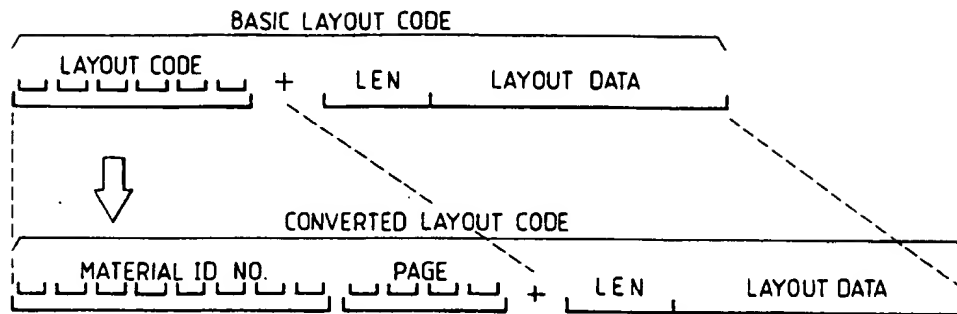 BASIC LAYOUT CODE
LAYOUT CODE + LEN LAYOUT DATA
CONVERTED LAYOUT CODE
MATERIAL ID NO. PAGE + LEN LAYOUT DATA